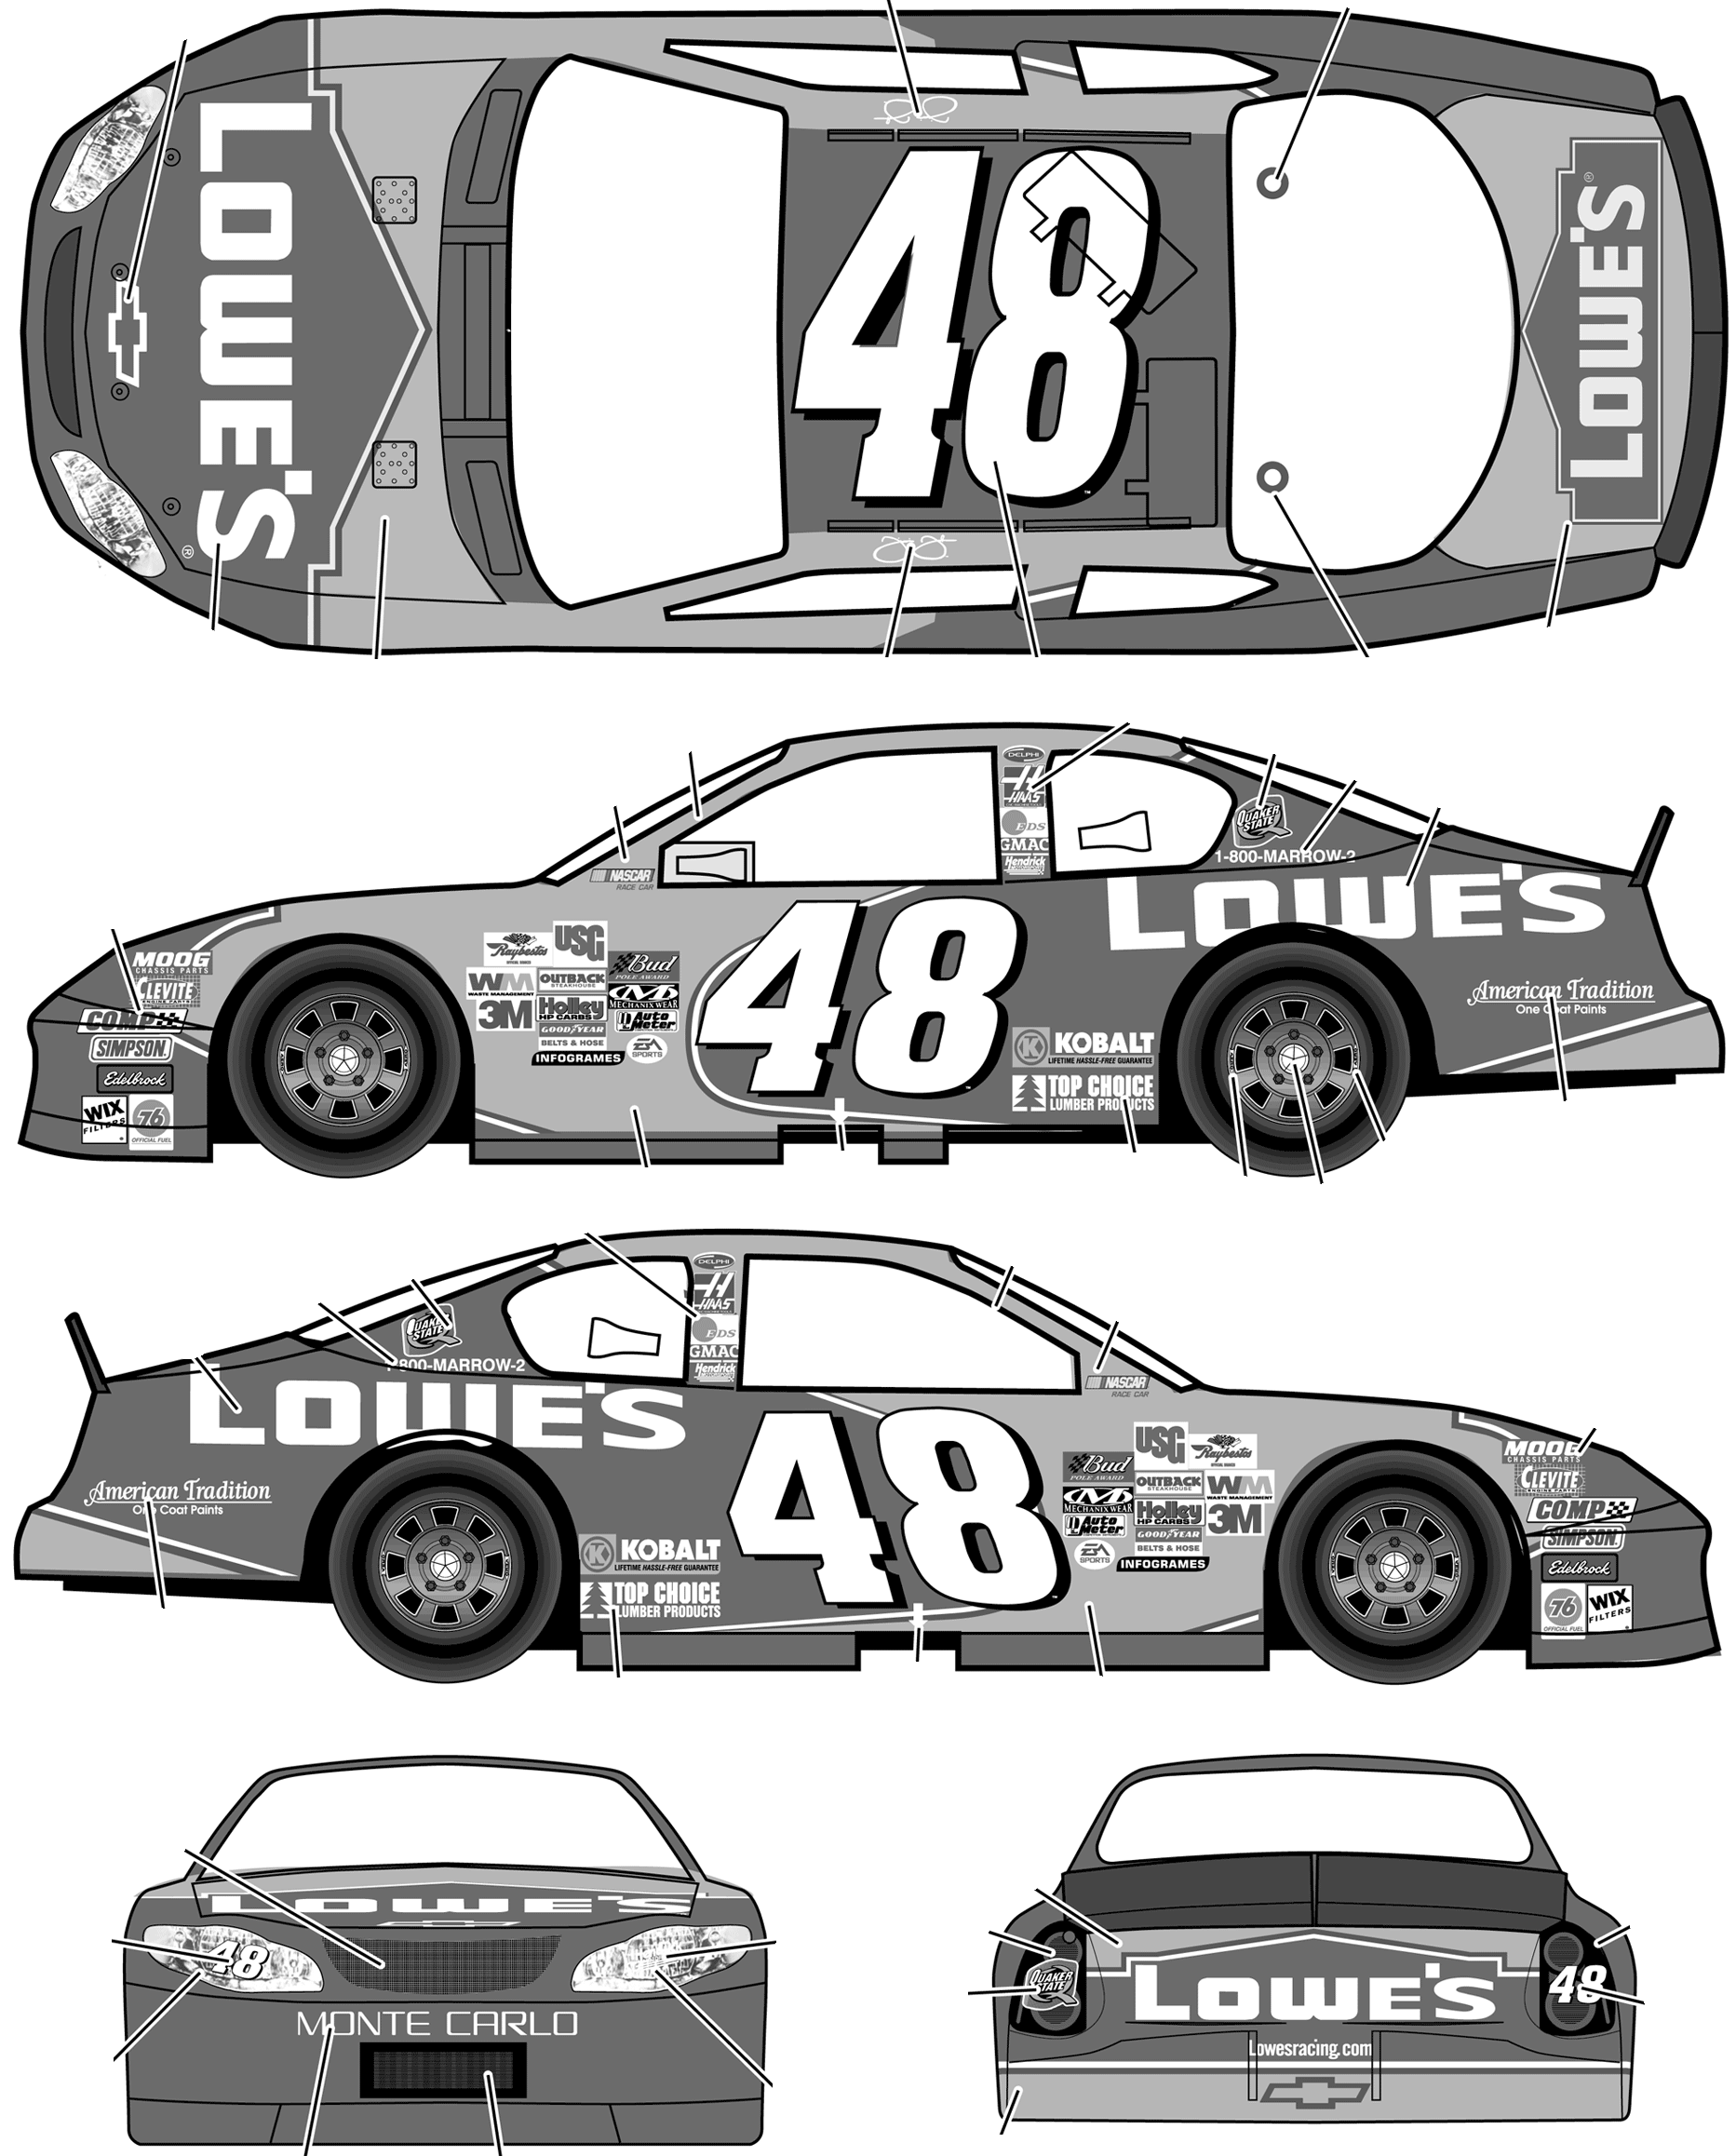 LOWE'S
®
48
™
LOWE'S
®
DELPHI
H
HAAS
EDS
GMAC
Hendrick
QUAKER
STATE
1-800-MARROW-2
LOWE'S
NASCAR
RACE CAR
MOOG
CHASSIS PARTS
CLEVITE
ENGINE PARTS
COMP
SIMPSON
Edelbrock
WIX
FILTERS
76
OFFICIAL FUEL
Raybestos
USG
WM
WASTE MANAGEMENT
OUTBACK
STEAKHOUSE
Bud
POLE AWARD
3M
Holley
HP CARBS
MECHANIX WEAR
GOODYEAR
Auto
Meter
BELTS & HOSE
EA
SPORTS
INFOGRAMES
48
K KOBALT
LIFETIME HASSLE-FREE GUARANTEE
TOP CHOICE
LUMBER PRODUCTS
American Tradition
One Coat Paints
DELPHI
H
HAAS
EDS
GMAC
Hendrick
QUAKER
STATE
1-800-MARROW-2
LOWE'S
American Tradition
One Coat Paints
K KOBALT
LIFETIME HASSLE-FREE GUARANTEE
TOP CHOICE
LUMBER PRODUCTS
48
NASCAR
RACE CAR
USG
Raybestos
Bud
POLE AWARD
OUTBACK
STEAKHOUSE
WM
WASTE MANAGEMENT
MECHANIX WEAR
Holley
HP CARBS
3M
Auto
Meter
GOODYEAR
BELTS & HOSE
EA
SPORTS
INFOGRAMES
MOOG
CHASSIS PARTS
CLEVITE
ENGINE PARTS
COMP
SIMPSON
Edelbrock
76
OFFICIAL FUEL
WIX
FILTERS
LOWE'S
48
MONTE CARLO
QUAKER
STATE
LOWE'S
48
Lowesracing.com